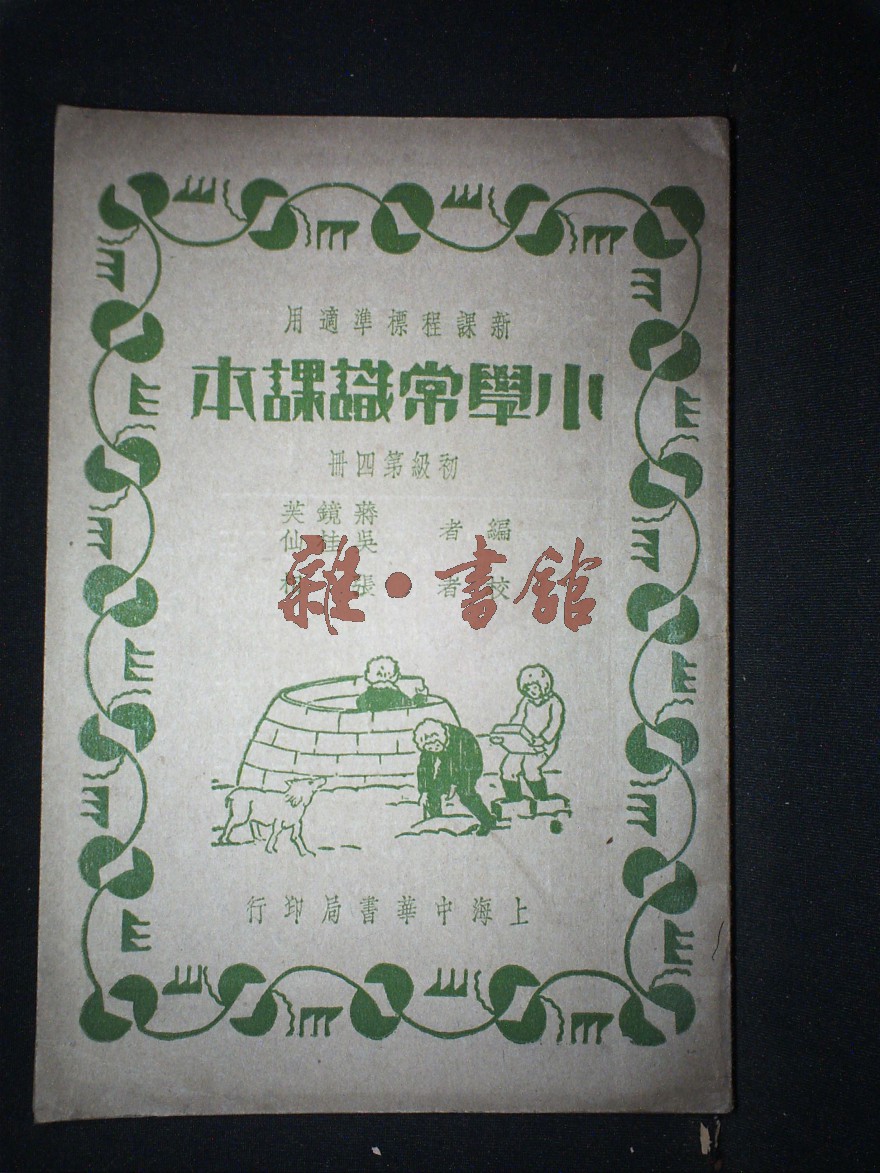 新課程標準適用
小學常識課本
初級第四冊
編者 蔣鏡芙
吳桂仙
校者 張
雜·書館
上海中華書局印行